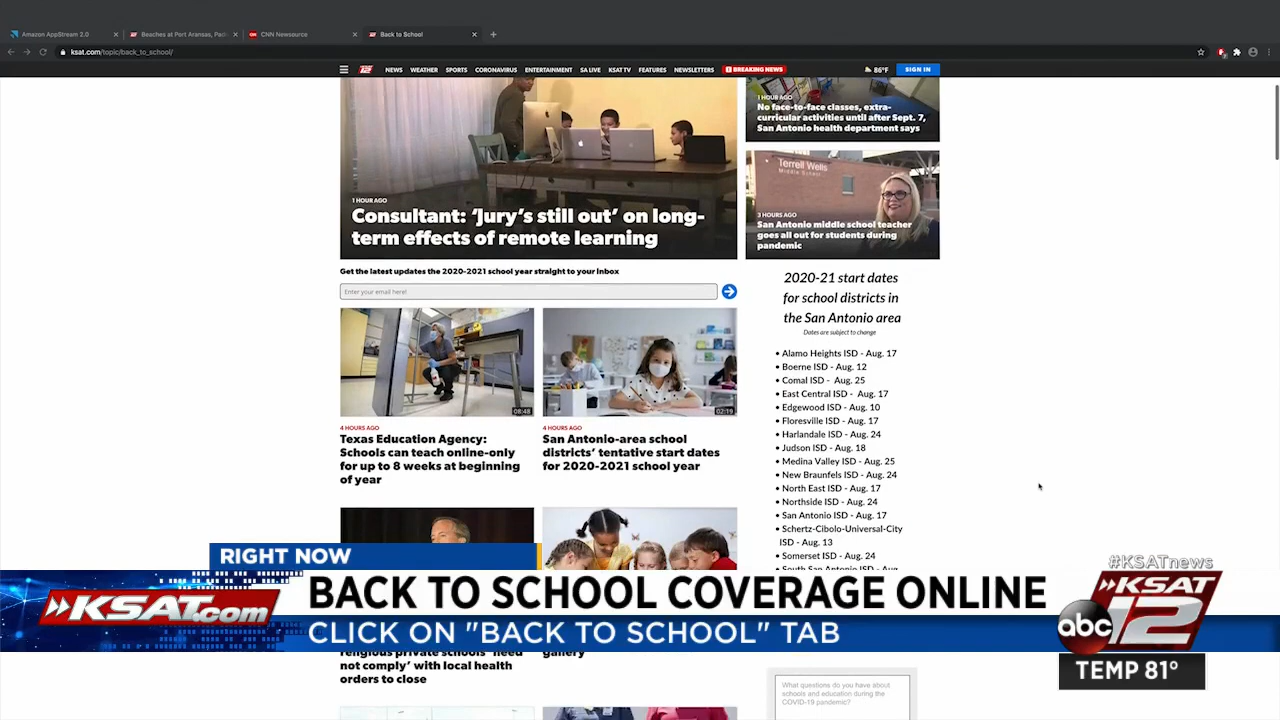 Amazon AppStream 2.0
Beaches at Port Aransas, Pad
CNN Newsource
Back to School
ksat.com/topic/back_to_school/
NEWS WEATHER SPORTS CORONAVIRUS ENTERTAINMENT SA LIVE KSAT TV FEATURES NEWSLETTERS BREAKING NEWS 86°F SIGN IN
1 HOUR AGO
Consultant: ‘Jury’s still out’ on long-
term effects of remote learning
1 HOUR AGO
No face-to-face classes, extra-
curricular activities until after Sept. 7,
San Antonio health department says
Terrell Wells
Middle School
3 HOURS AGO
San Antonio middle school teacher
goes all out for students during
pandemic
Get the latest updates the 2020-2021 school year straight to your inbox
Enter your email here!
08:48
4 HOURS AGO
Texas Education Agency:
Schools can teach online-only
for up to 8 weeks at beginning
of year
02:19
4 HOURS AGO
San Antonio-area school
districts’ tentative start dates
for 2020-2021 school year
2020-21 start dates
for school districts in
the San Antonio area
Dates are subject to change
• Alamo Heights ISD - Aug. 17
• Boerne ISD - Aug. 12
• Comal ISD - Aug. 25
• East Central ISD - Aug. 17
• Edgewood ISD - Aug. 10
• Floresville ISD - Aug. 17
• Harlandale ISD - Aug. 24
• Judson ISD - Aug. 18
• Medina Valley ISD - Aug. 25
• New Braunfels ISD - Aug. 24
• North East ISD - Aug. 17
• Northside ISD - Aug. 24
• San Antonio ISD - Aug. 17
• Schertz-Cibolo-Universal-City
ISD - Aug. 13
• Somerset ISD - Aug. 24
• South San Antonio ISD - Aug.
RIGHT NOW
#KSATnews
KSAT.com
BACK TO SCHOOL COVERAGE ONLINE
CLICK ON "BACK TO SCHOOL" TAB
KSAT
abc 12
TEMP 81°
religious private schools ‘need
not comply’ with local health
orders to close
gallery
What questions do you have about
schools and education during the
COVID-19 pandemic?